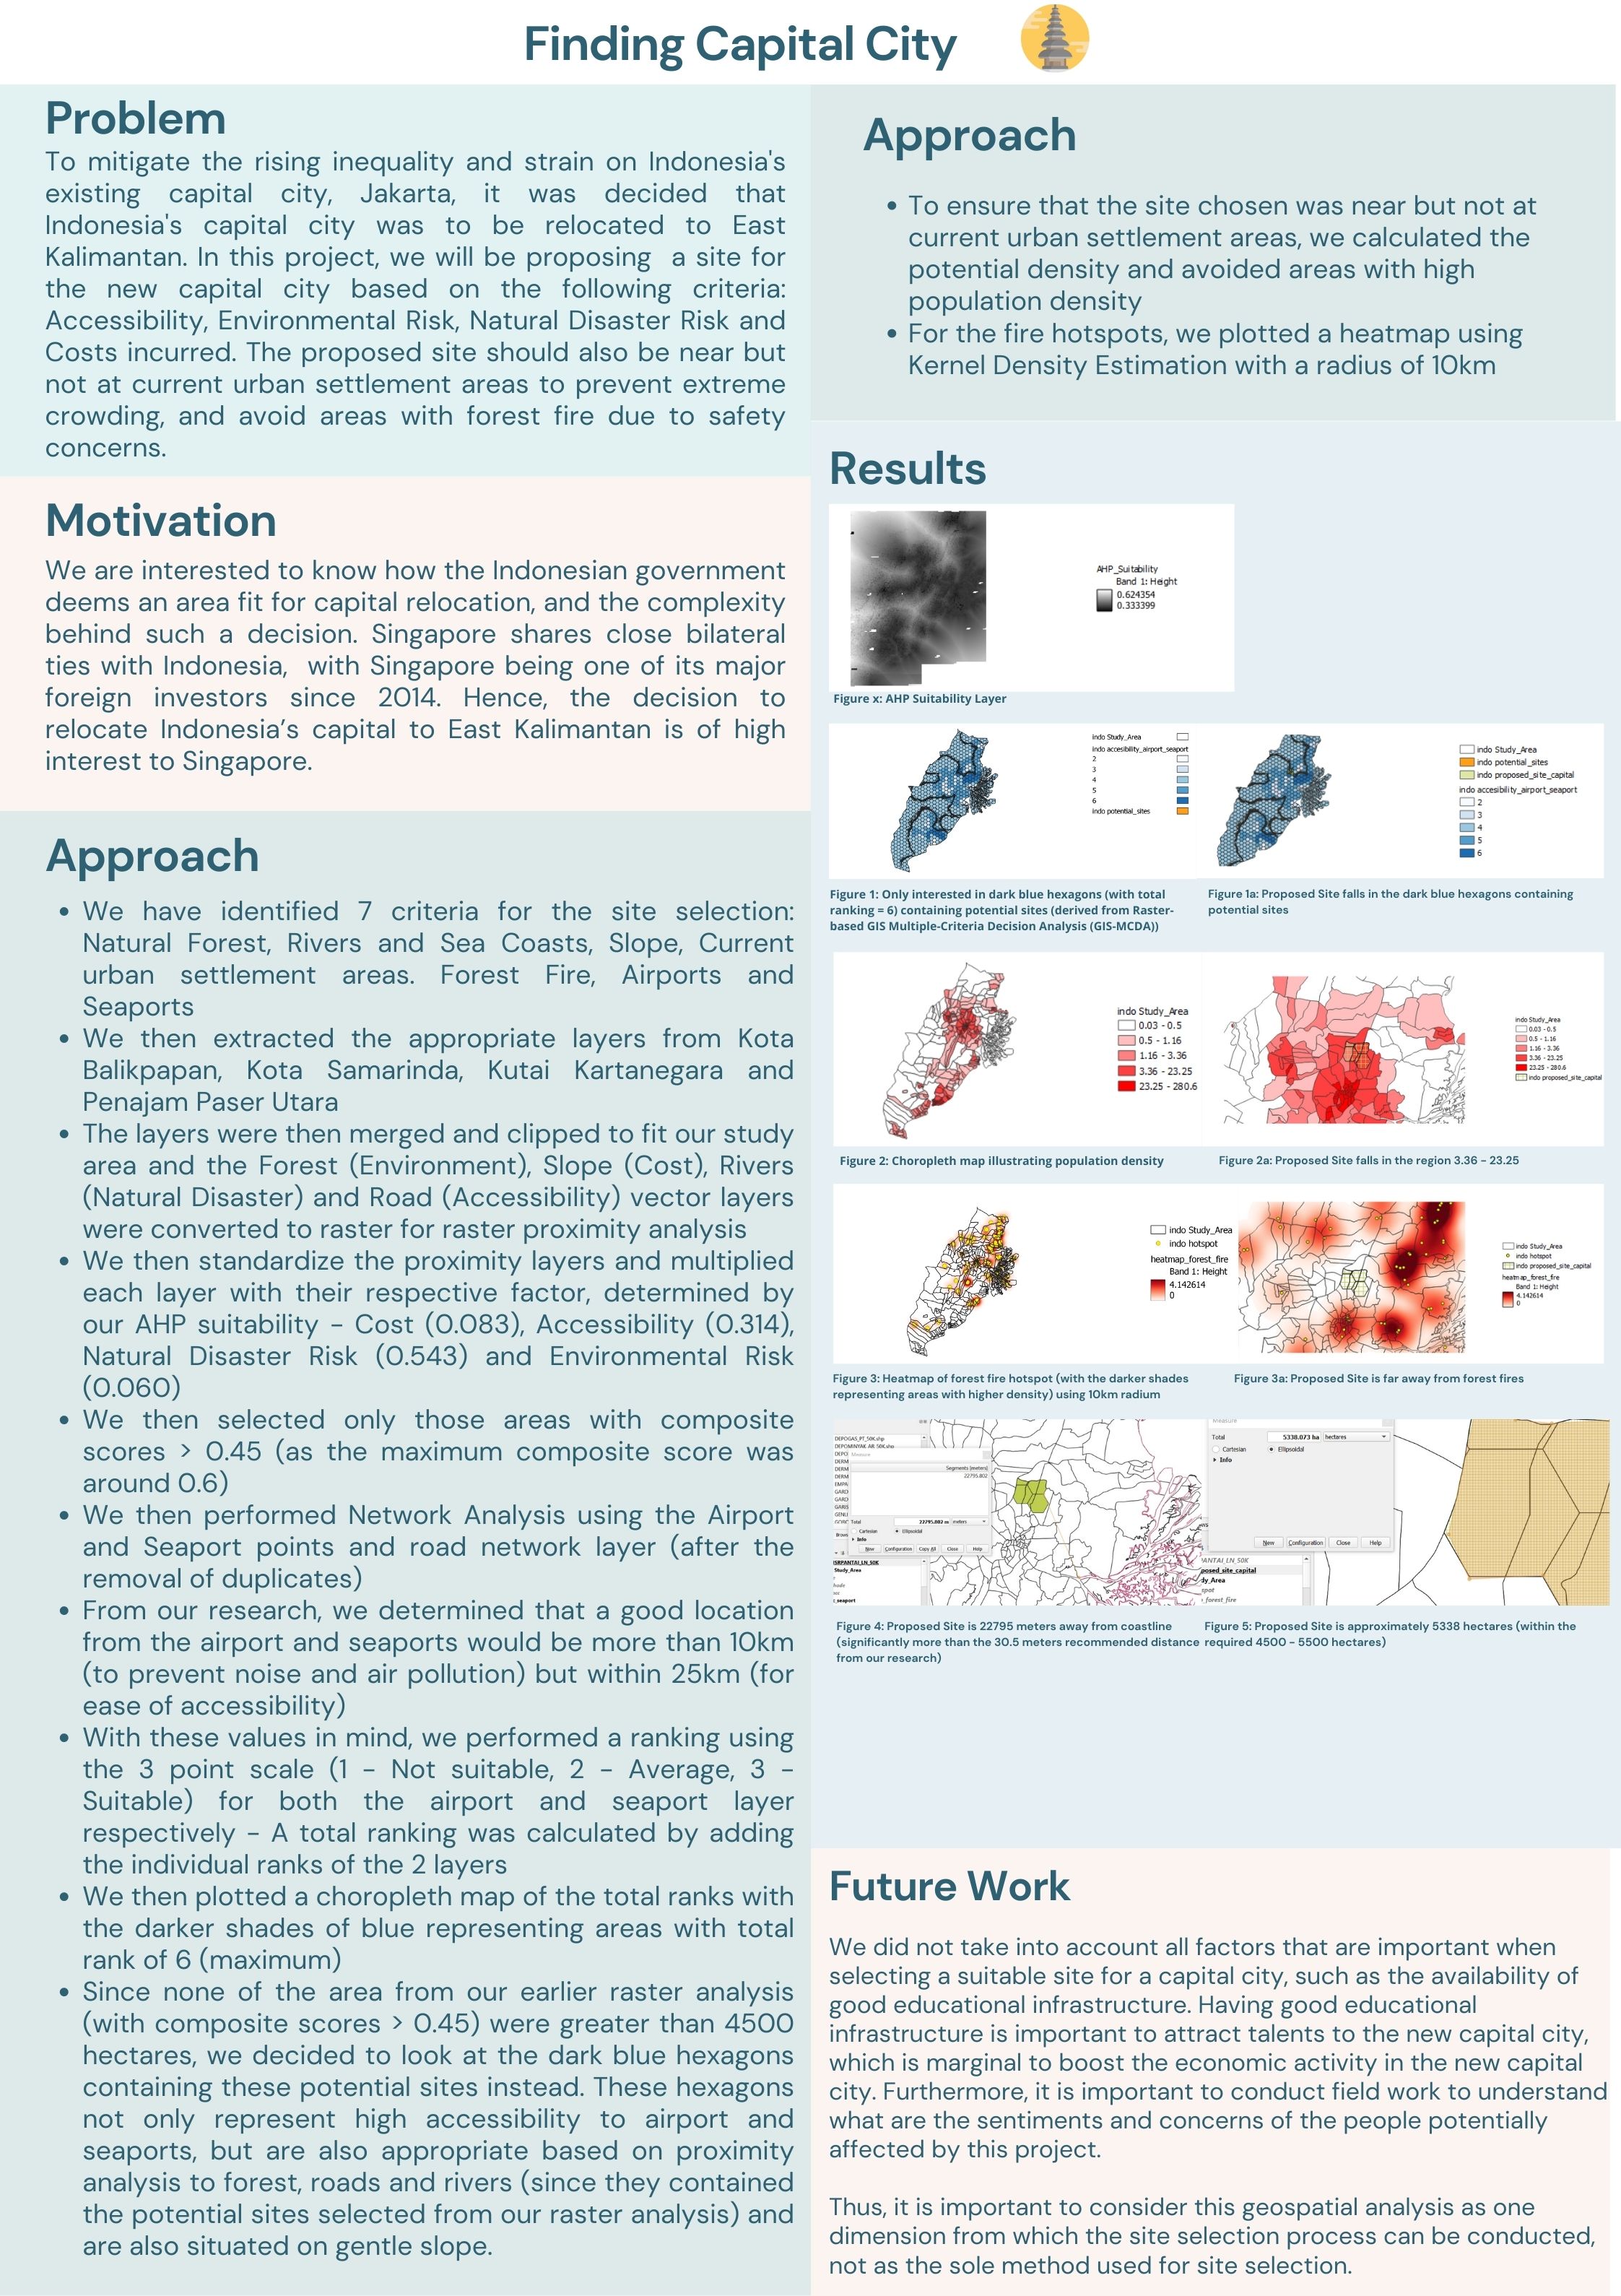 Finding Capital City
Problem
To mitigate the rising inequality and strain on Indonesia's
existing capital city, Jakarta, it was decided that
Indonesia's capital city was to be relocated to East
Kalimantan. In this project, we will be proposing a site for
the new capital city based on the following criteria:
Accessibility, Environmental Risk, Natural Disaster Risk and
Costs incurred. The proposed site should also be near but
not at current urban settlement areas to prevent extreme
crowding, and avoid areas with forest fire due to safety
concerns.
Motivation
We are interested to know how the Indonesian government
deems an area fit for capital relocation, and the complexity
behind such a decision. Singapore shares close bilateral
ties with Indonesia, with Singapore being one of its major
foreign investors since 2014. Hence, the decision to
relocate Indonesia’s capital to East Kalimantan is of high
interest to Singapore.
Approach
• We have identified 7 criteria for the site selection:
Natural Forest, Rivers and Sea Coasts, Slope, Current
urban settlement areas. Forest Fire, Airports and
Seaports
• We then extracted the appropriate layers from Kota
Balikpapan, Kota Samarinda, Kutai Kartanegara and
Penajam Paser Utara
• The layers were then merged and clipped to fit our study
area and the Forest (Environment), Slope (Cost), Rivers
(Natural Disaster) and Road (Accessibility) vector layers
were converted to raster for raster proximity analysis
• We then standardize the proximity layers and multiplied
each layer with their respective factor, determined by
our AHP suitability - Cost (0.083), Accessibility (0.314),
Natural Disaster Risk (0.543) and Environmental Risk
(0.060)
• We then selected only those areas with composite
scores > 0.45 (as the maximum composite score was
around 0.6)
• We then performed Network Analysis using the Airport
and Seaport points and road network layer (after the
removal of duplicates)
• From our research, we determined that a good location
from the airport and seaports would be more than 10km
(to prevent noise and air pollution) but within 25km (for
ease of accessibility)
• With these values in mind, we performed a ranking using
the 3 point scale (1 - Not suitable, 2 - Average, 3 -
Suitable) for both the airport and seaport layer
respectively - A total ranking was calculated by adding
the individual ranks of the 2 layers
• We then plotted a choropleth map of the total ranks with
the darker shades of blue representing areas with total
rank of 6 (maximum)
• Since none of the area from our earlier raster analysis
(with composite scores > 0.45) were greater than 4500
hectares, we decided to look at the dark blue hexagons
containing these potential sites instead. These hexagons
not only represent high accessibility to airport and
seaports, but are also appropriate based on proximity
analysis to forest, roads and rivers (since they contained
the potential sites selected from our raster analysis) and
are also situated on gentle slope.
Approach
• To ensure that the site chosen was near but not at
current urban settlement areas, we calculated the
potential density and avoided areas with high
population density
• For the fire hotspots, we plotted a heatmap using
Kernel Density Estimation with a radius of 10km
Results
AHP_Suitability
Band 1: Height
0.624354
0.333399
Figure x: AHP Suitability Layer
indo Study_Area
indo accesibility_airport_seaport
2
3
4
5
6
indo potential_sites
indo Study_Area
indo potential_sites
indo proposed_site_capital
indo accesibility_airport_seaport
2
3
4
5
6
Figure 1: Only interested in dark blue hexagons (with total
ranking = 6) containing potential sites (derived from Raster-
based GIS Multiple-Criteria Decision Analysis (GIS-MCDA))
Figure 1a: Proposed Site falls in the dark blue hexagons containing
potential sites
indo Study_Area
0.03 - 0.5
0.5 - 1.16
1.16 - 3.36
3.36 - 23.25
23.25 - 280.6
indo Study_Area
0.03 - 0.5
0.5 - 1.16
1.16 - 3.36
3.36 - 23.25
23.25 - 280.6
indo proposed_site_capital
Figure 2: Choropleth map illustrating population density
Figure 2a: Proposed Site falls in the region 3.36 - 23.25
indo Study_Area
indo hotspot
heatmap_forest_fire
Band 1: Height
4.142614
0
indo Study_Area
indo hotspot
indo proposed_site_capital
heatmap_forest_fire
Band 1: Height
4.142614
0
Figure 3: Heatmap of forest fire hotspot (with the darker shades
representing areas with higher density) using 10km radium
Figure 3a: Proposed Site is far away from forest fires
DEPOGAS_PT_50K.shp
DEPOMINYAK_AR_50K.shp
Measure
Segments [meters]
22795.802
Total
22795.802 m
meters
Cartesian
Ellipsoidal
Info
New
Configuration
Copy All
Close
Help
Study_Area
Measure
Total
5338.073 ha
hectares
Cartesian
Ellipsoidal
Info
New
Configuration
Close
Help
Figure 4: Proposed Site is 22795 meters away from coastline
(significantly more than the 30.5 meters recommended distance
from our research)
Figure 5: Proposed Site is approximately 5338 hectares (within the
required 4500 - 5500 hectares)
Future Work
We did not take into account all factors that are important when
selecting a suitable site for a capital city, such as the availability of
good educational infrastructure. Having good educational
infrastructure is important to attract talents to the new capital city,
which is marginal to boost the economic activity in the new capital
city. Furthermore, it is important to conduct field work to understand
what are the sentiments and concerns of the people potentially
affected by this project.
Thus, it is important to consider this geospatial analysis as one
dimension from which the site selection process can be conducted,
not as the sole method used for site selection.